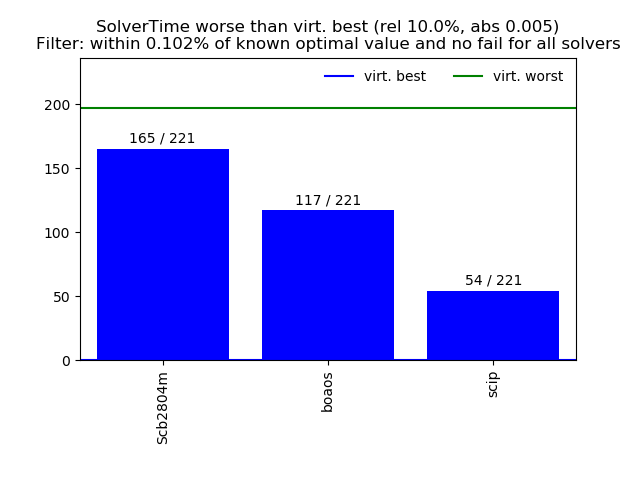 SolverTime worse than virt. best (rel 10.0%, abs 0.005)
Filter: within 0.102% of known optimal value and no fail for all solvers
virt. best
virt. worst
200
150
100
50
0
165 / 221
117 / 221
54 / 221
Scb2804m
boaos
scip